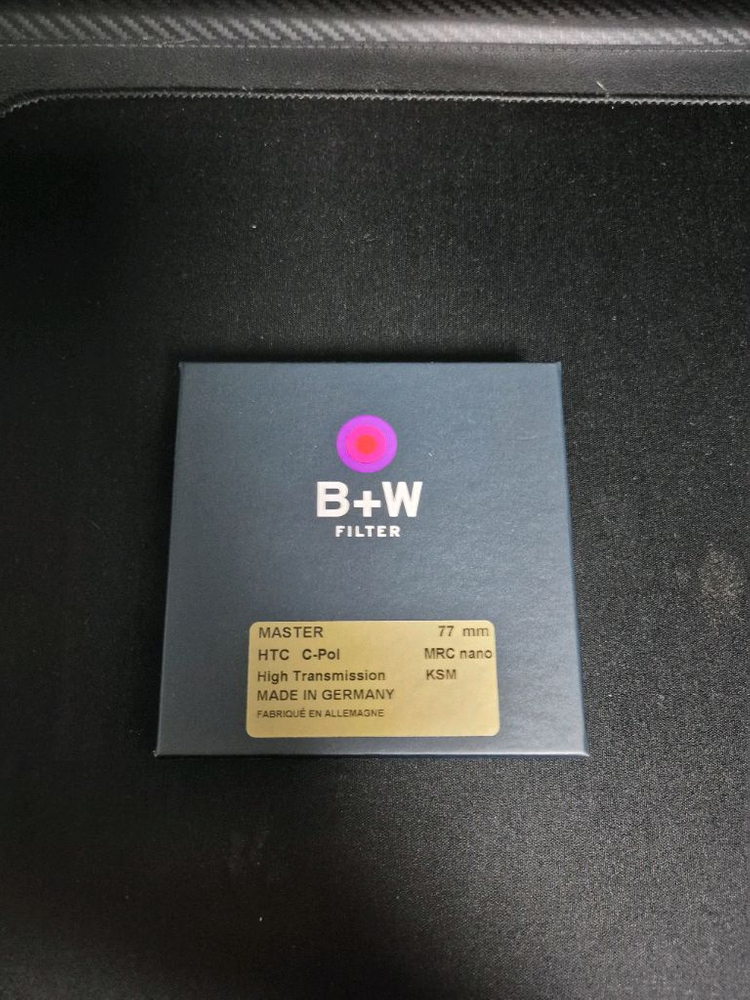 B+W
FILTER
MASTER 77 mm
HTC C-Pol MRC nano
High Transmission KSM
MADE IN GERMANY
FABRIQUÉ EN ALLEMAGNE